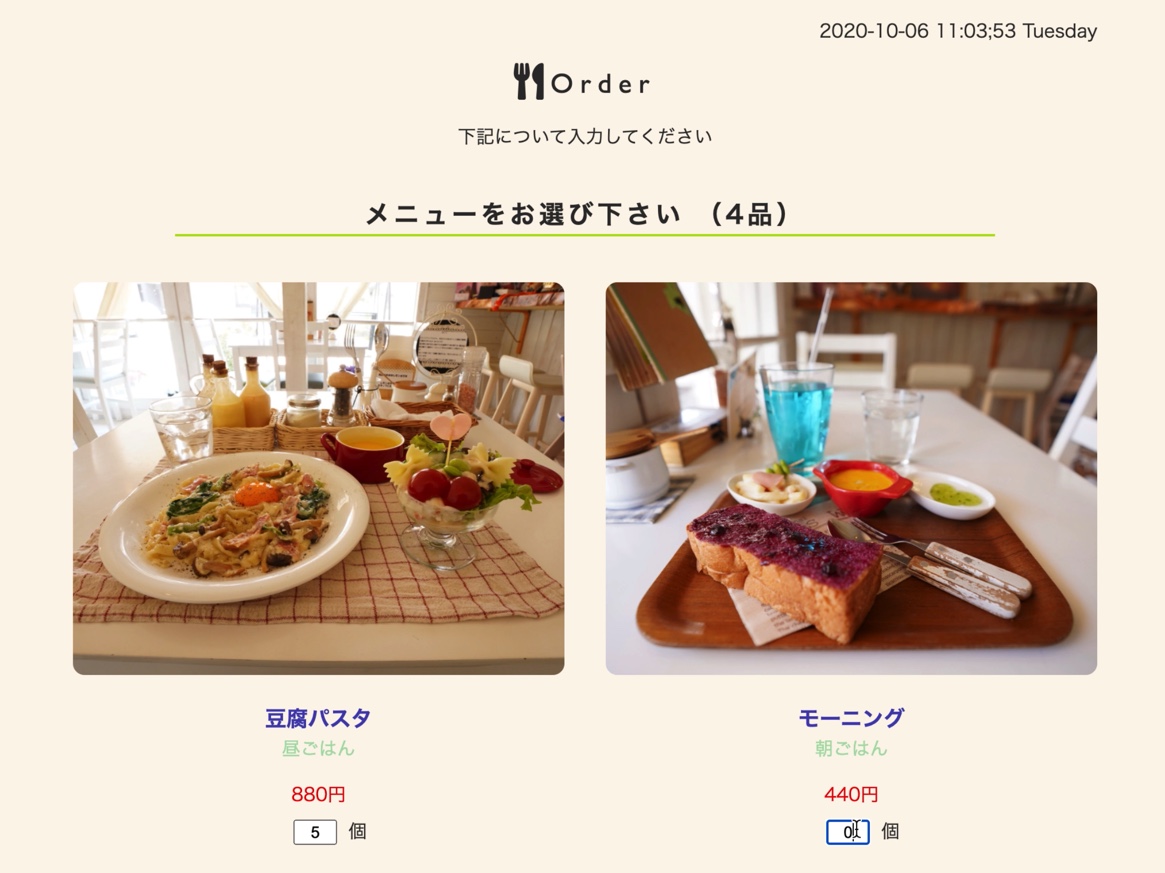 2020-10-06 11:03;53 Tuesday
Order
下記について入力してください
メニューをお選び下さい （4品）
豆腐パスタ
昼ごはん
880円
5 個
モーニング
朝ごはん
440円
0 個